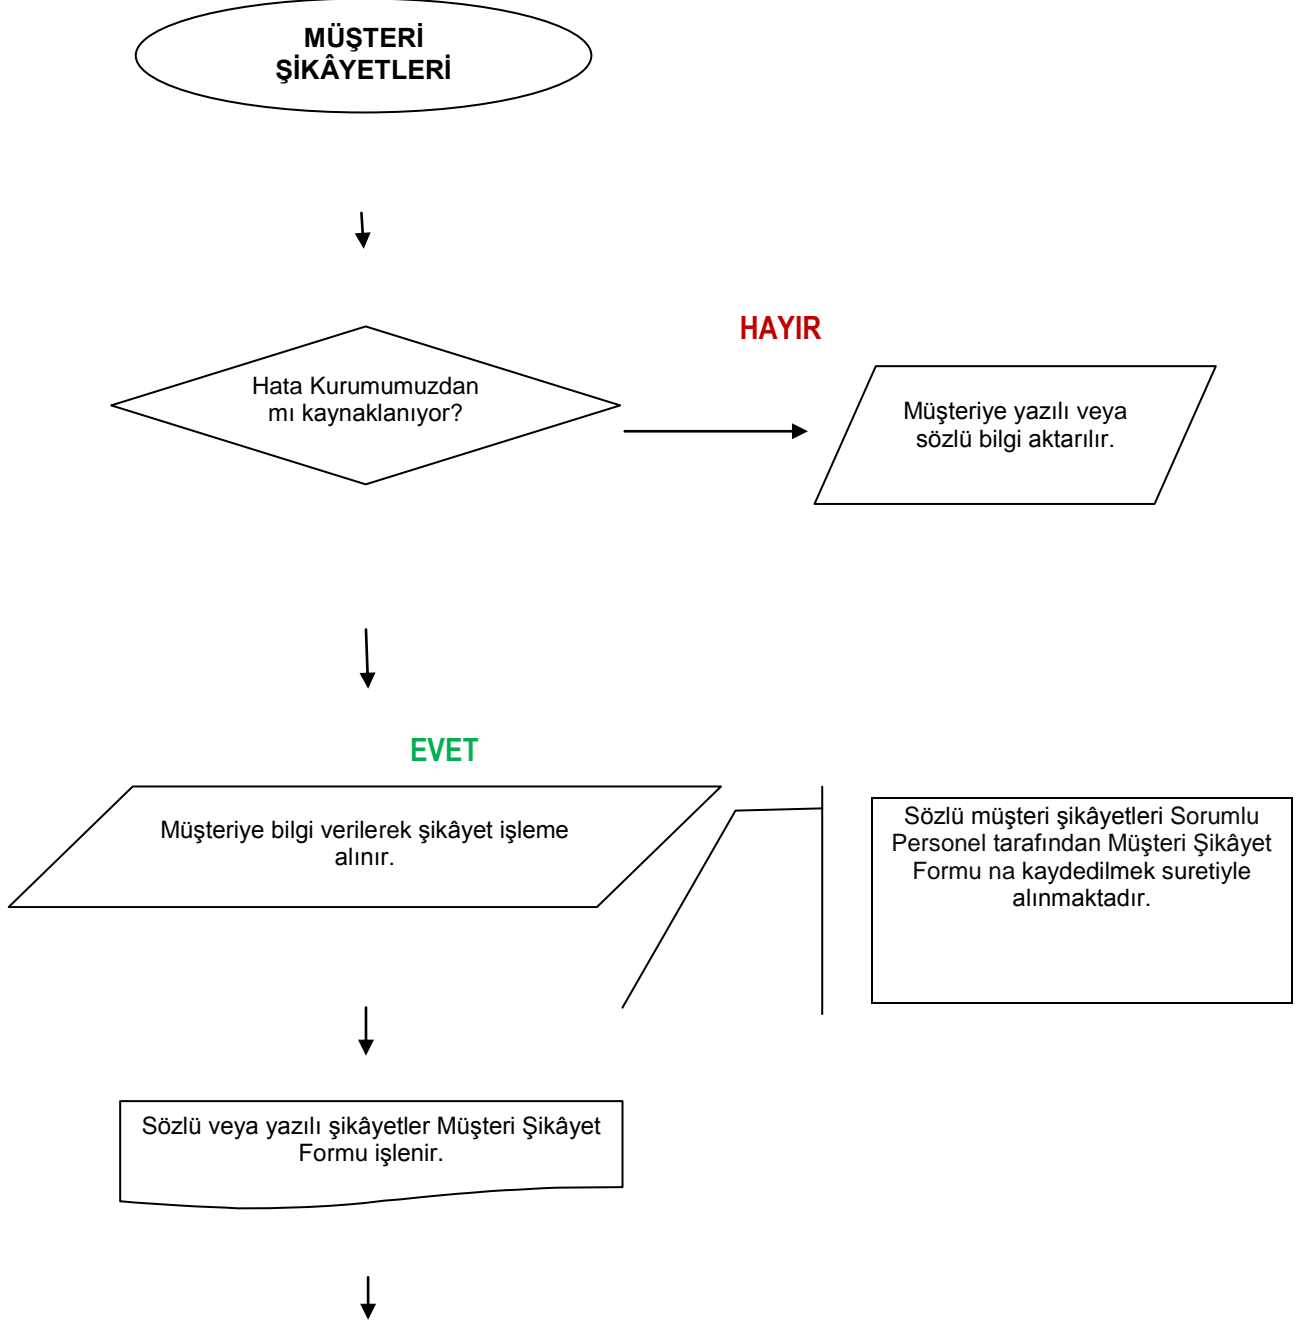 MÜŞTERİ
ŞİKÂYETLERİ
HAYIR
Hata Kurumumuzdan
mı kaynaklanıyor?
Müşteriye yazılı veya
sözlü bilgi aktarılır.
EVET
Müşteriye bilgi verilerek şikâyet işleme
alınır.
Sözlü müşteri şikâyetleri Sorumlu
Personel tarafından Müşteri Şikâyet
Formu na kaydedilmek suretiyle
alınmaktadır.
Sözlü veya yazılı şikâyetler Müşteri Şikâyet
Formu işlenir.